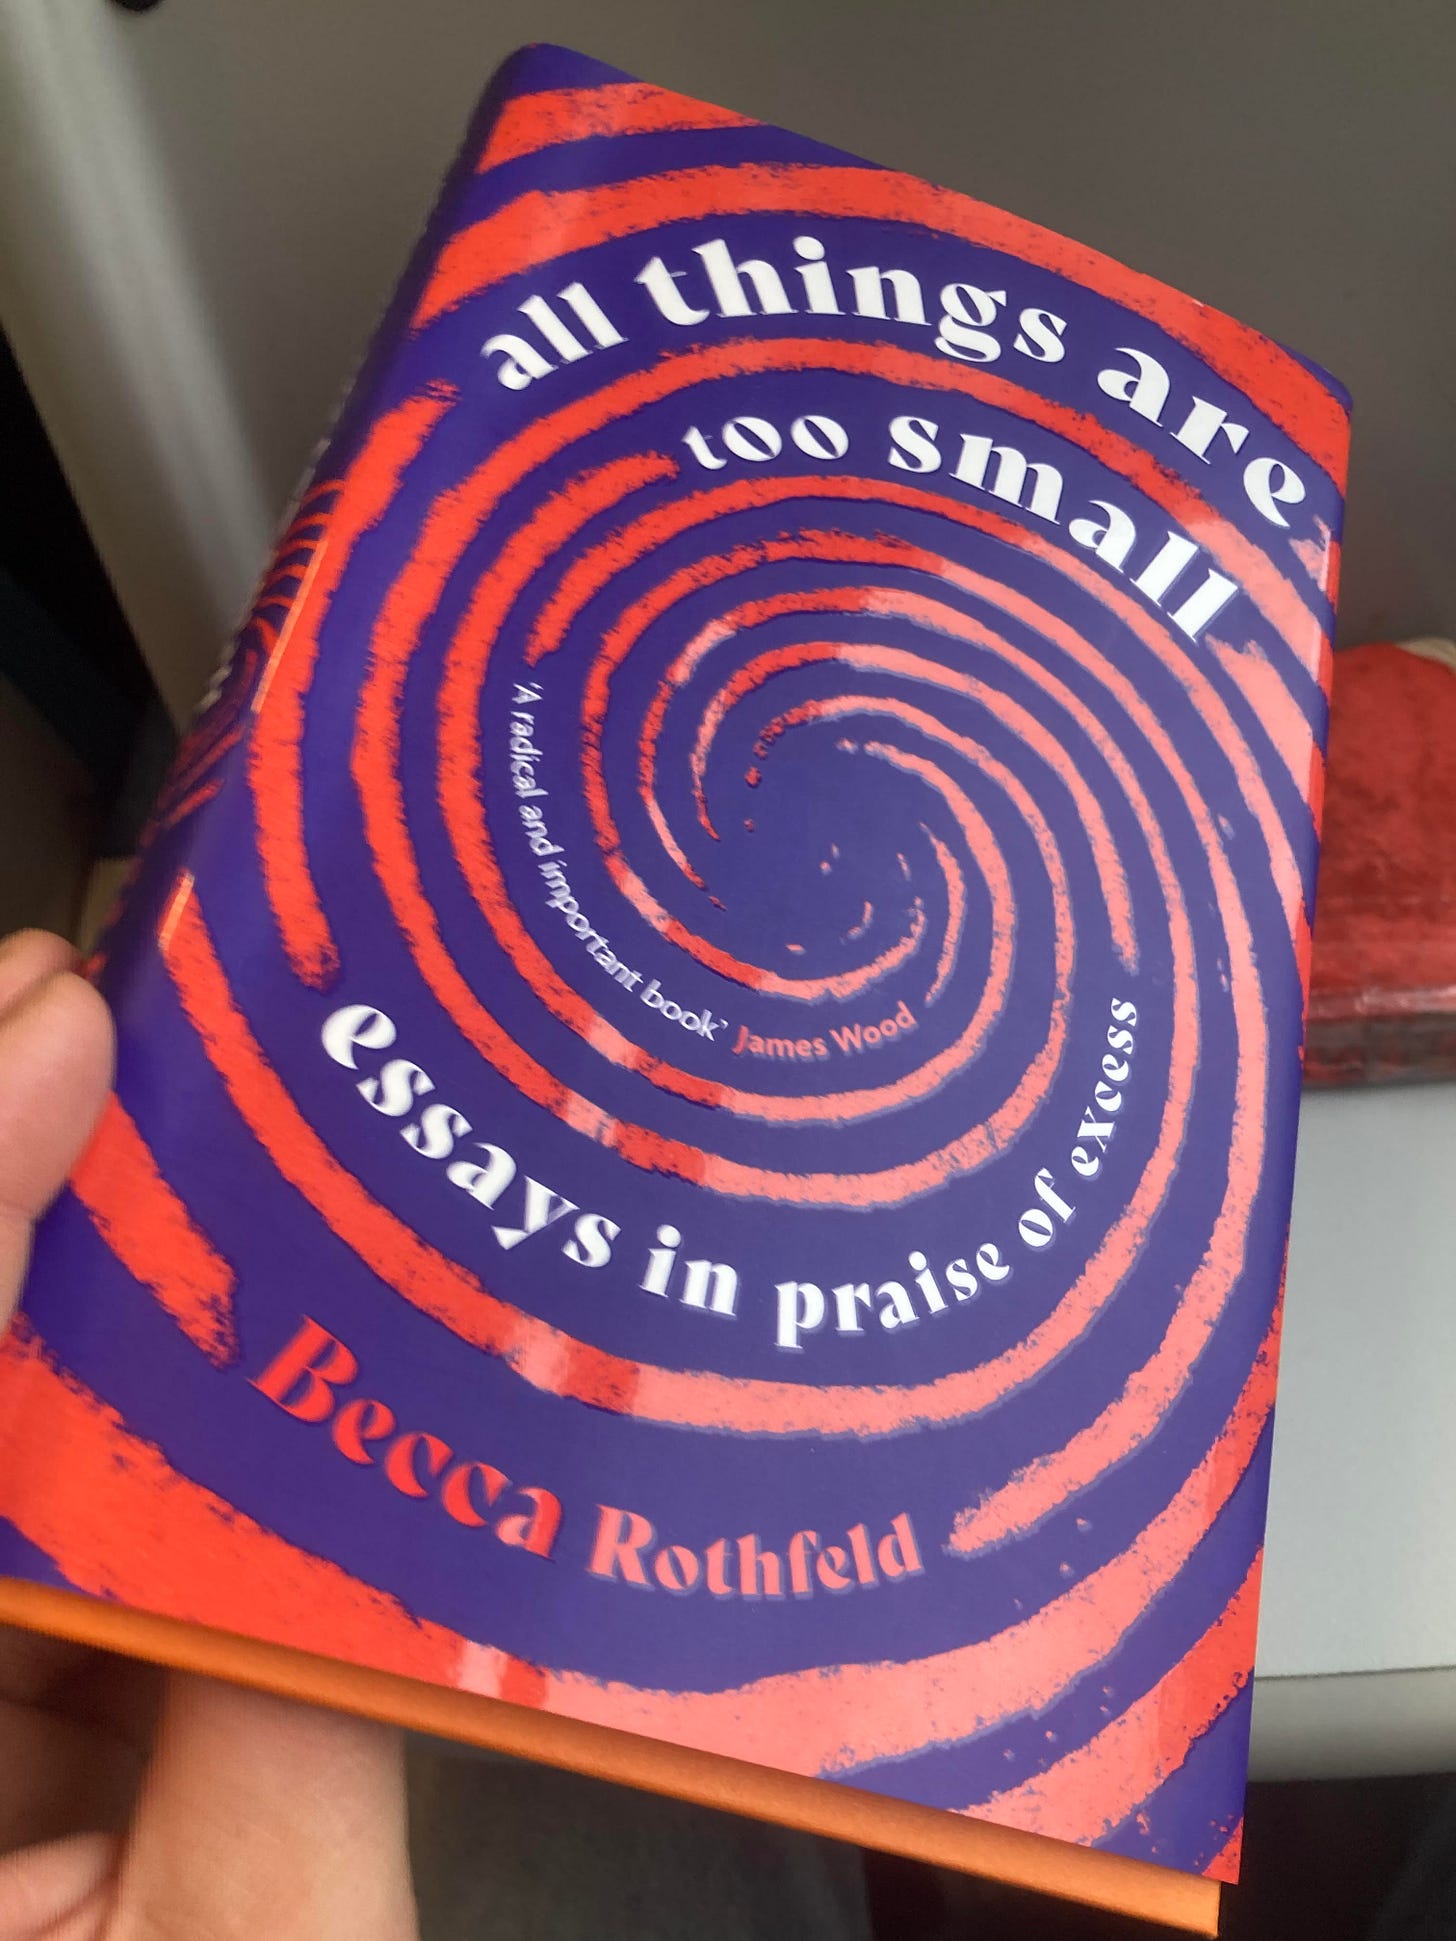 all things are
too small
'A radical and important book' James Wood
essays in praise of excess
Becca Rothfeld